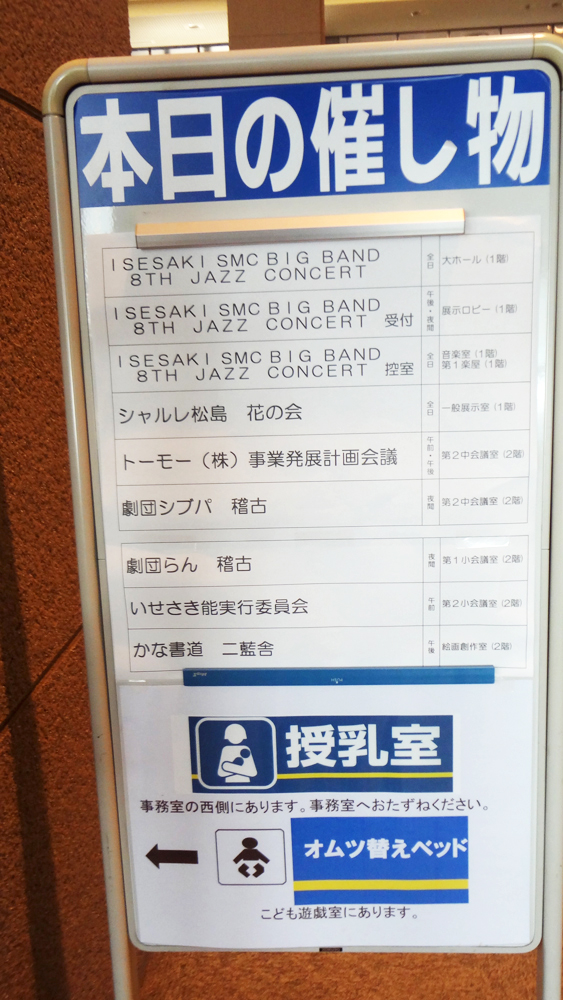 本日の催し物
ISESAKI SMC BIG BAND
8TH JAZZ CONCERT
全日
大ホール(1階)
ISESAKI SMC BIG BAND
8TH JAZZ CONCERT 受付
午後・夜間
展示ロビー(1階)
ISESAKI SMC BIG BAND
8TH JAZZ CONCERT 控室
全日
音楽室(1階)
第1楽屋(1階)
シャルレ松島 花の会
全日
一般展示室(1階)
トーモー(株)事業発展計画会議
午前・午後
第2中会議室(2階)
劇団シブパ 稽古
夜間
第2中会議室(2階)
劇団らん 稽古
夜間
第1小会議室(2階)
いせさき能実行委員会
午前
第2小会議室(2階)
かな書道 二藍舎
午後
絵画創作室(2階)
授乳室
事務室の西側にあります。事務室へおたずねください。
オムツ替えベッド
こども遊戯室にあります。